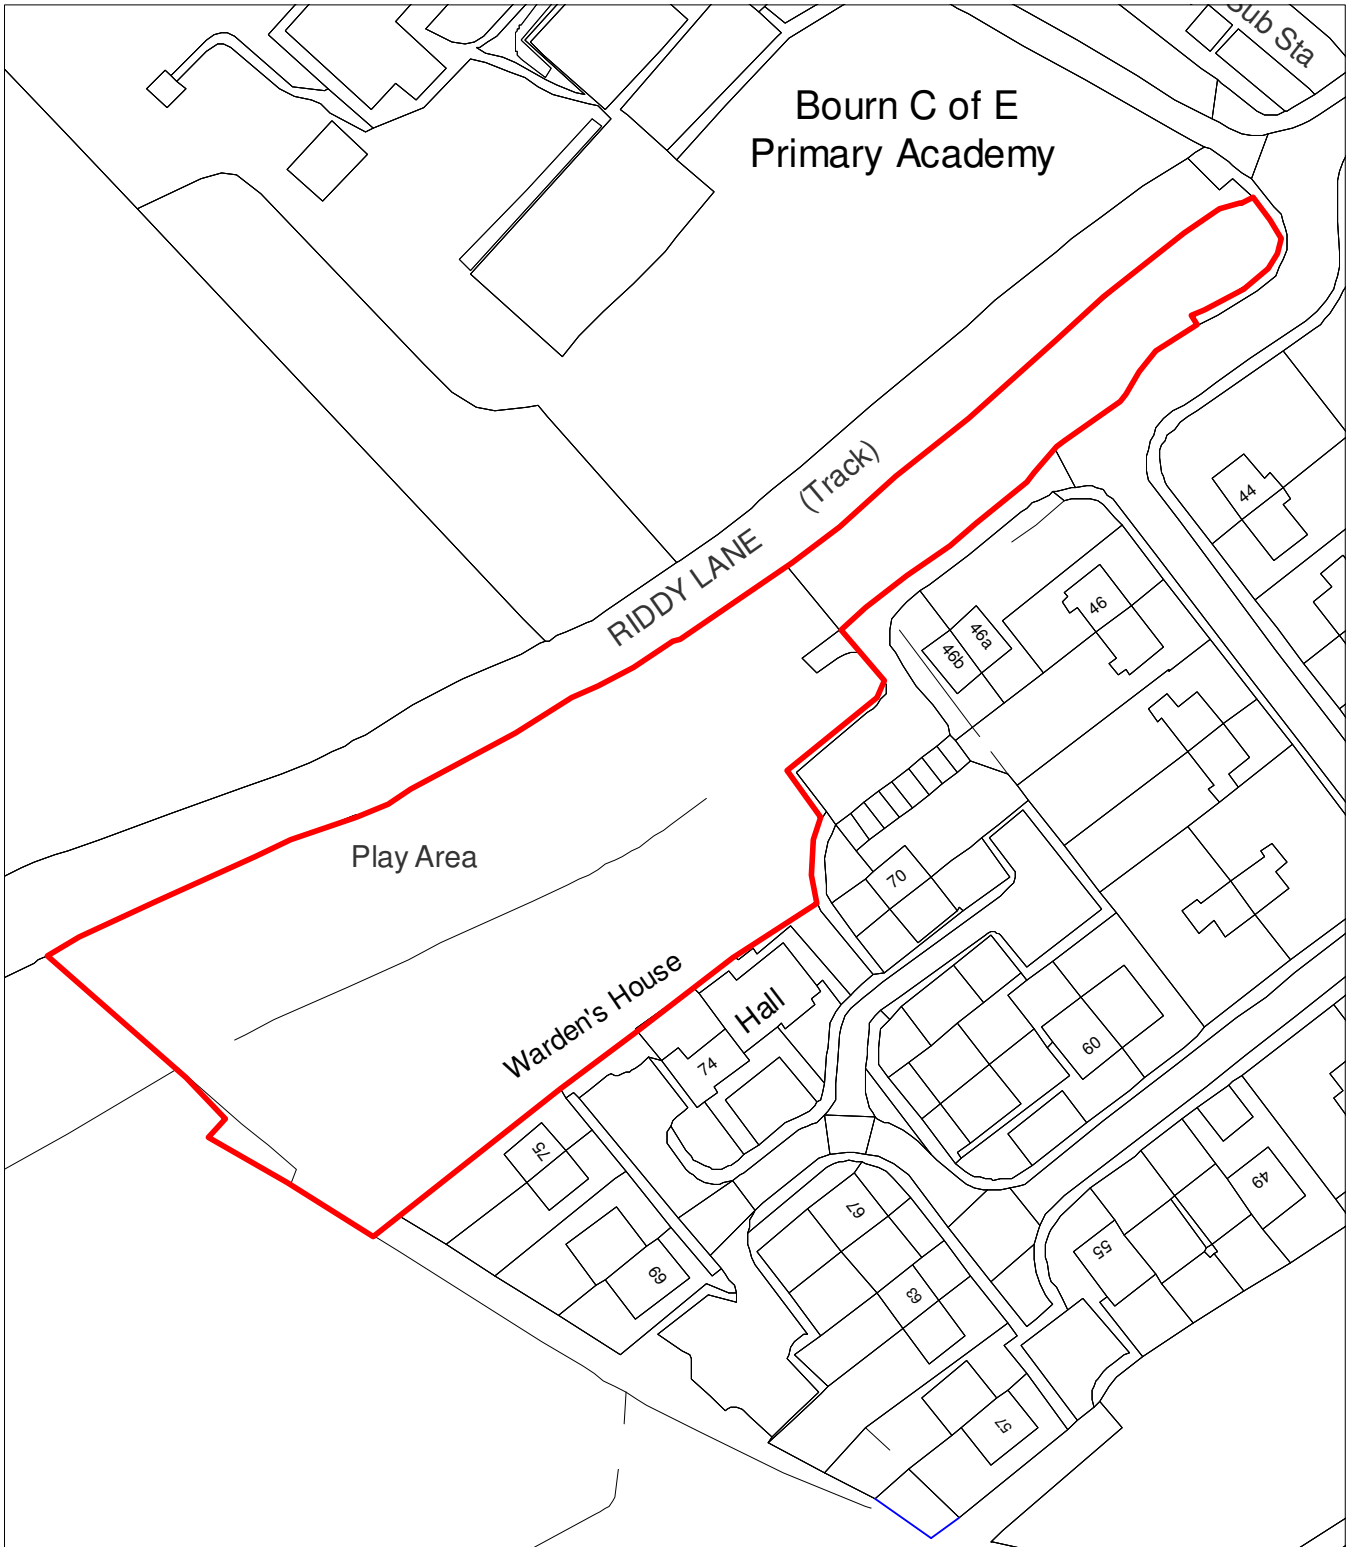 Sub Sta
Bourn C of E
Primary Academy
(Track)
RIDDY LANE
44
46
46a
46b
Play Area
70
Warden's House
Hall
74
60
75
49
67
55
69
63
57